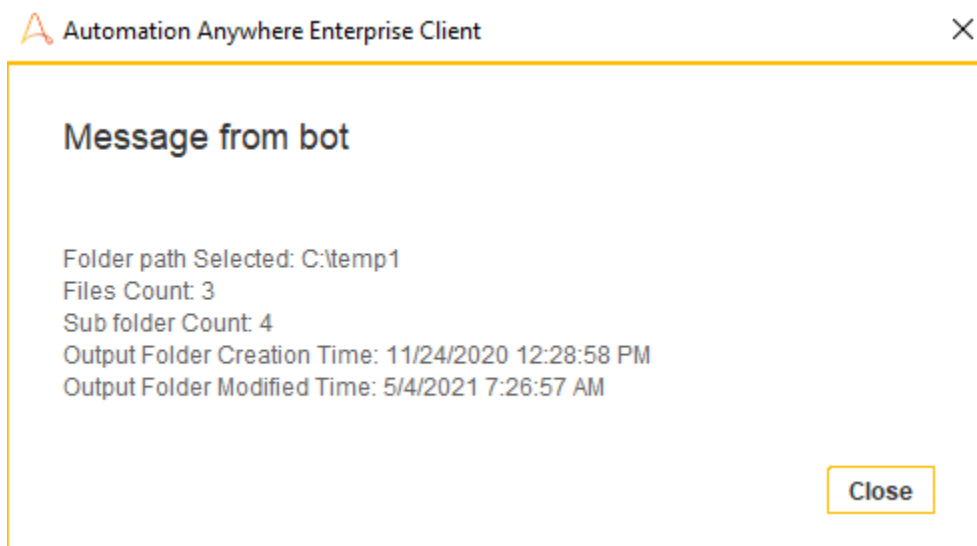 Automation Anywhere Enterprise Client
Message from bot
Folder path Selected: C:\temp1
Files Count: 3
Sub folder Count: 4
Output Folder Creation Time: 11/24/2020 12:28:58 PM
Output Folder Modified Time: 5/4/2021 7:26:57 AM
Close